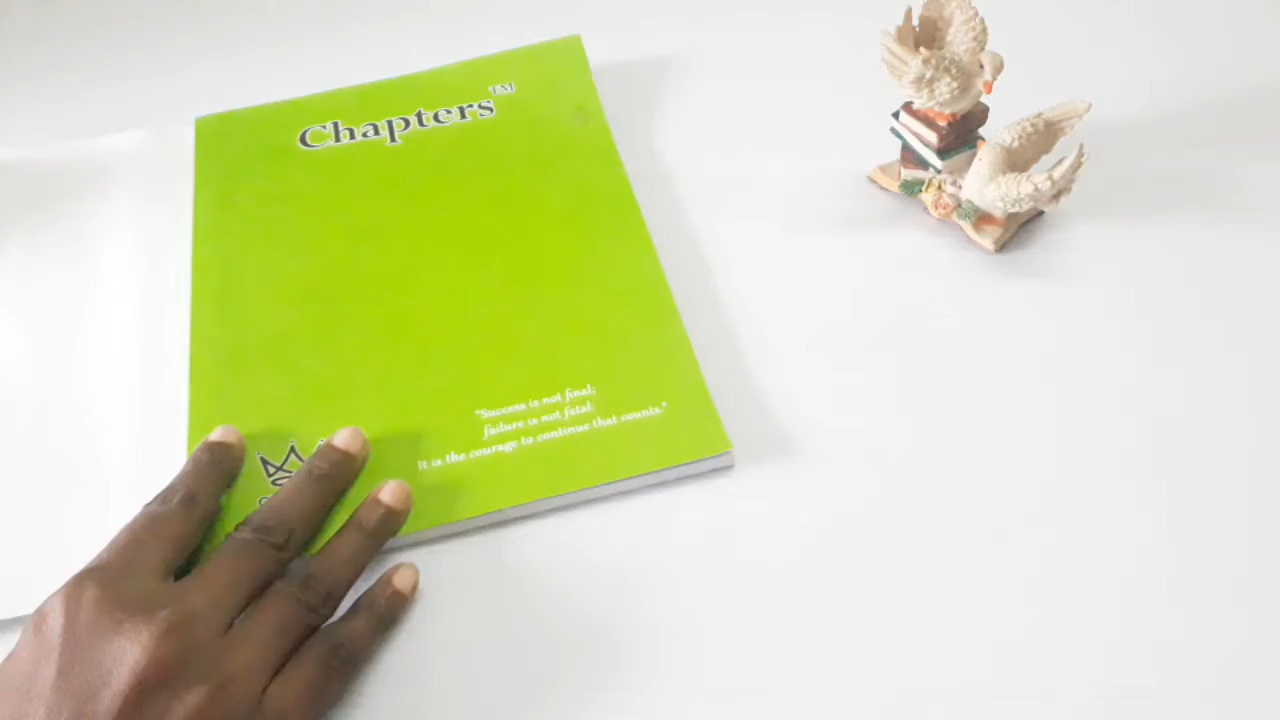 Chapters™
"Success is not final;
failure is not fatal:
It is the courage to continue that counts."